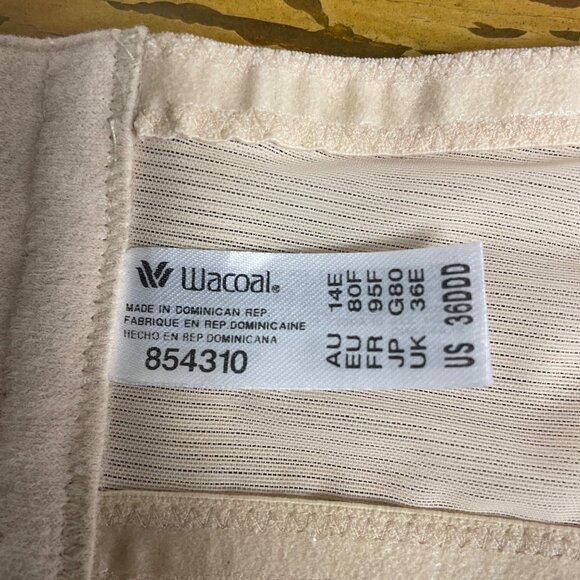 Wacoal®
MADE IN DOMINICAN REP.
FABRIQUE EN REP. DOMINICAINE
HECHO EN REP. DOMINICANA
854310
AU 14E
EU 80F
FR 95F
JP G80
UK 36E
US 36DDD